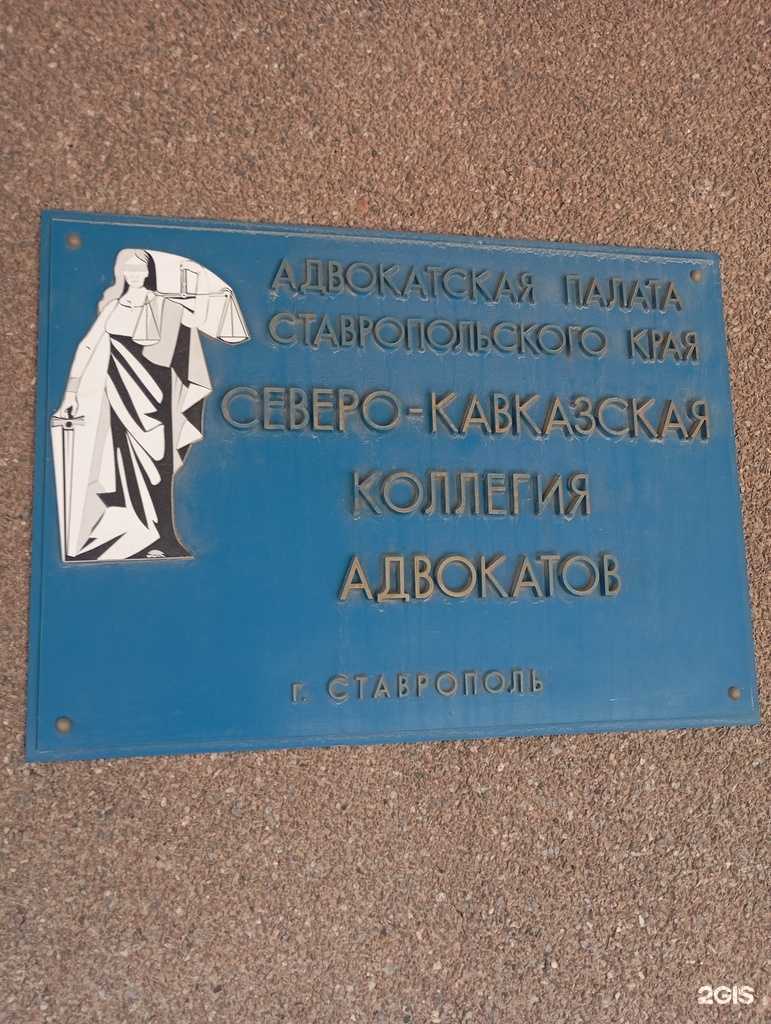 АДВОКАТСКАЯ ПАЛАТА
СТАВРОПОЛЬСКОГО КРАЯ
СЕВЕРО-КАВКАЗСКАЯ
КОЛЛЕГИЯ
АДВОКАТОВ
г. СТАВРОПОЛЬ
2GIS